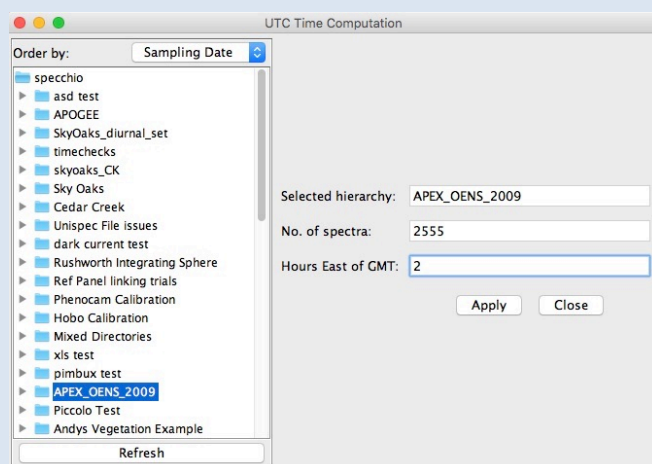 UTC Time Computation
Order by: Sampling Date
specchio
asd test
APOGEE
SkyOaks_diurnal_set
timechecks
skyoaks_CK
Sky Oaks
Cedar Creek
Unispec File issues
dark current test
Rushworth Integrating Sphere
Ref Panel linking trials
Phenocam Calibration
Hobo Calibration
Mixed Directories
xls test
pimbux test
APEX_OENS_2009
Piccolo Test
Andys Vegetation Example
Refresh
Selected hierarchy: APEX_OENS_2009
No. of spectra: 2555
Hours East of GMT: 2
Apply Close